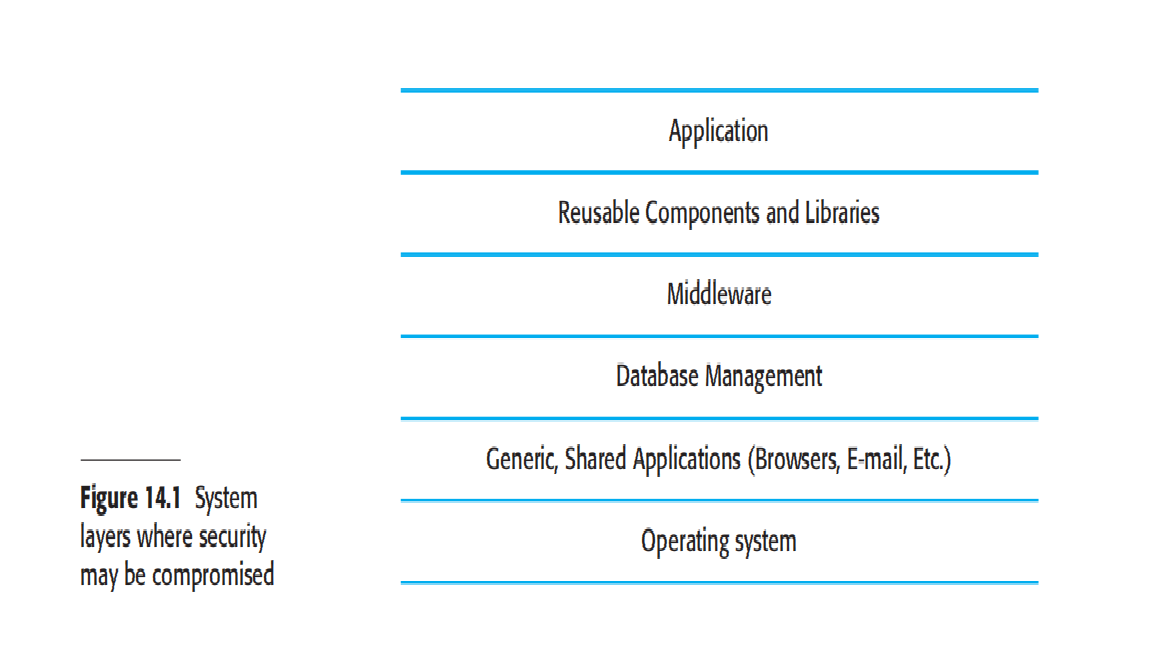 Application
Reusable Components and Libraries
Middleware
Database Management
Generic, Shared Applications (Browsers, E-mail, Etc.)
Operating system
Figure 14.1 System
layers where security
may be compromised